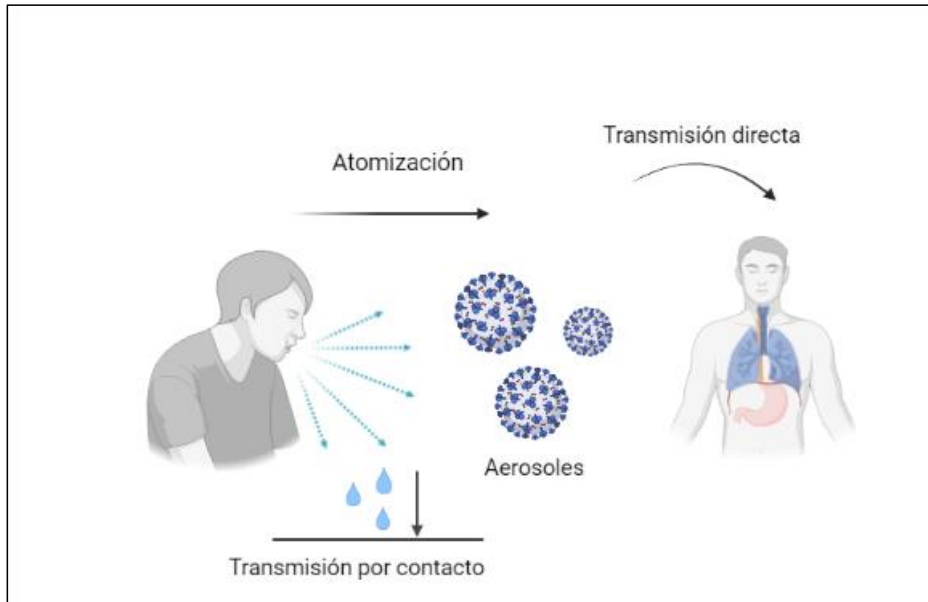 Transmisión directa
Atomización
Aerosoles
Transmisión por contacto